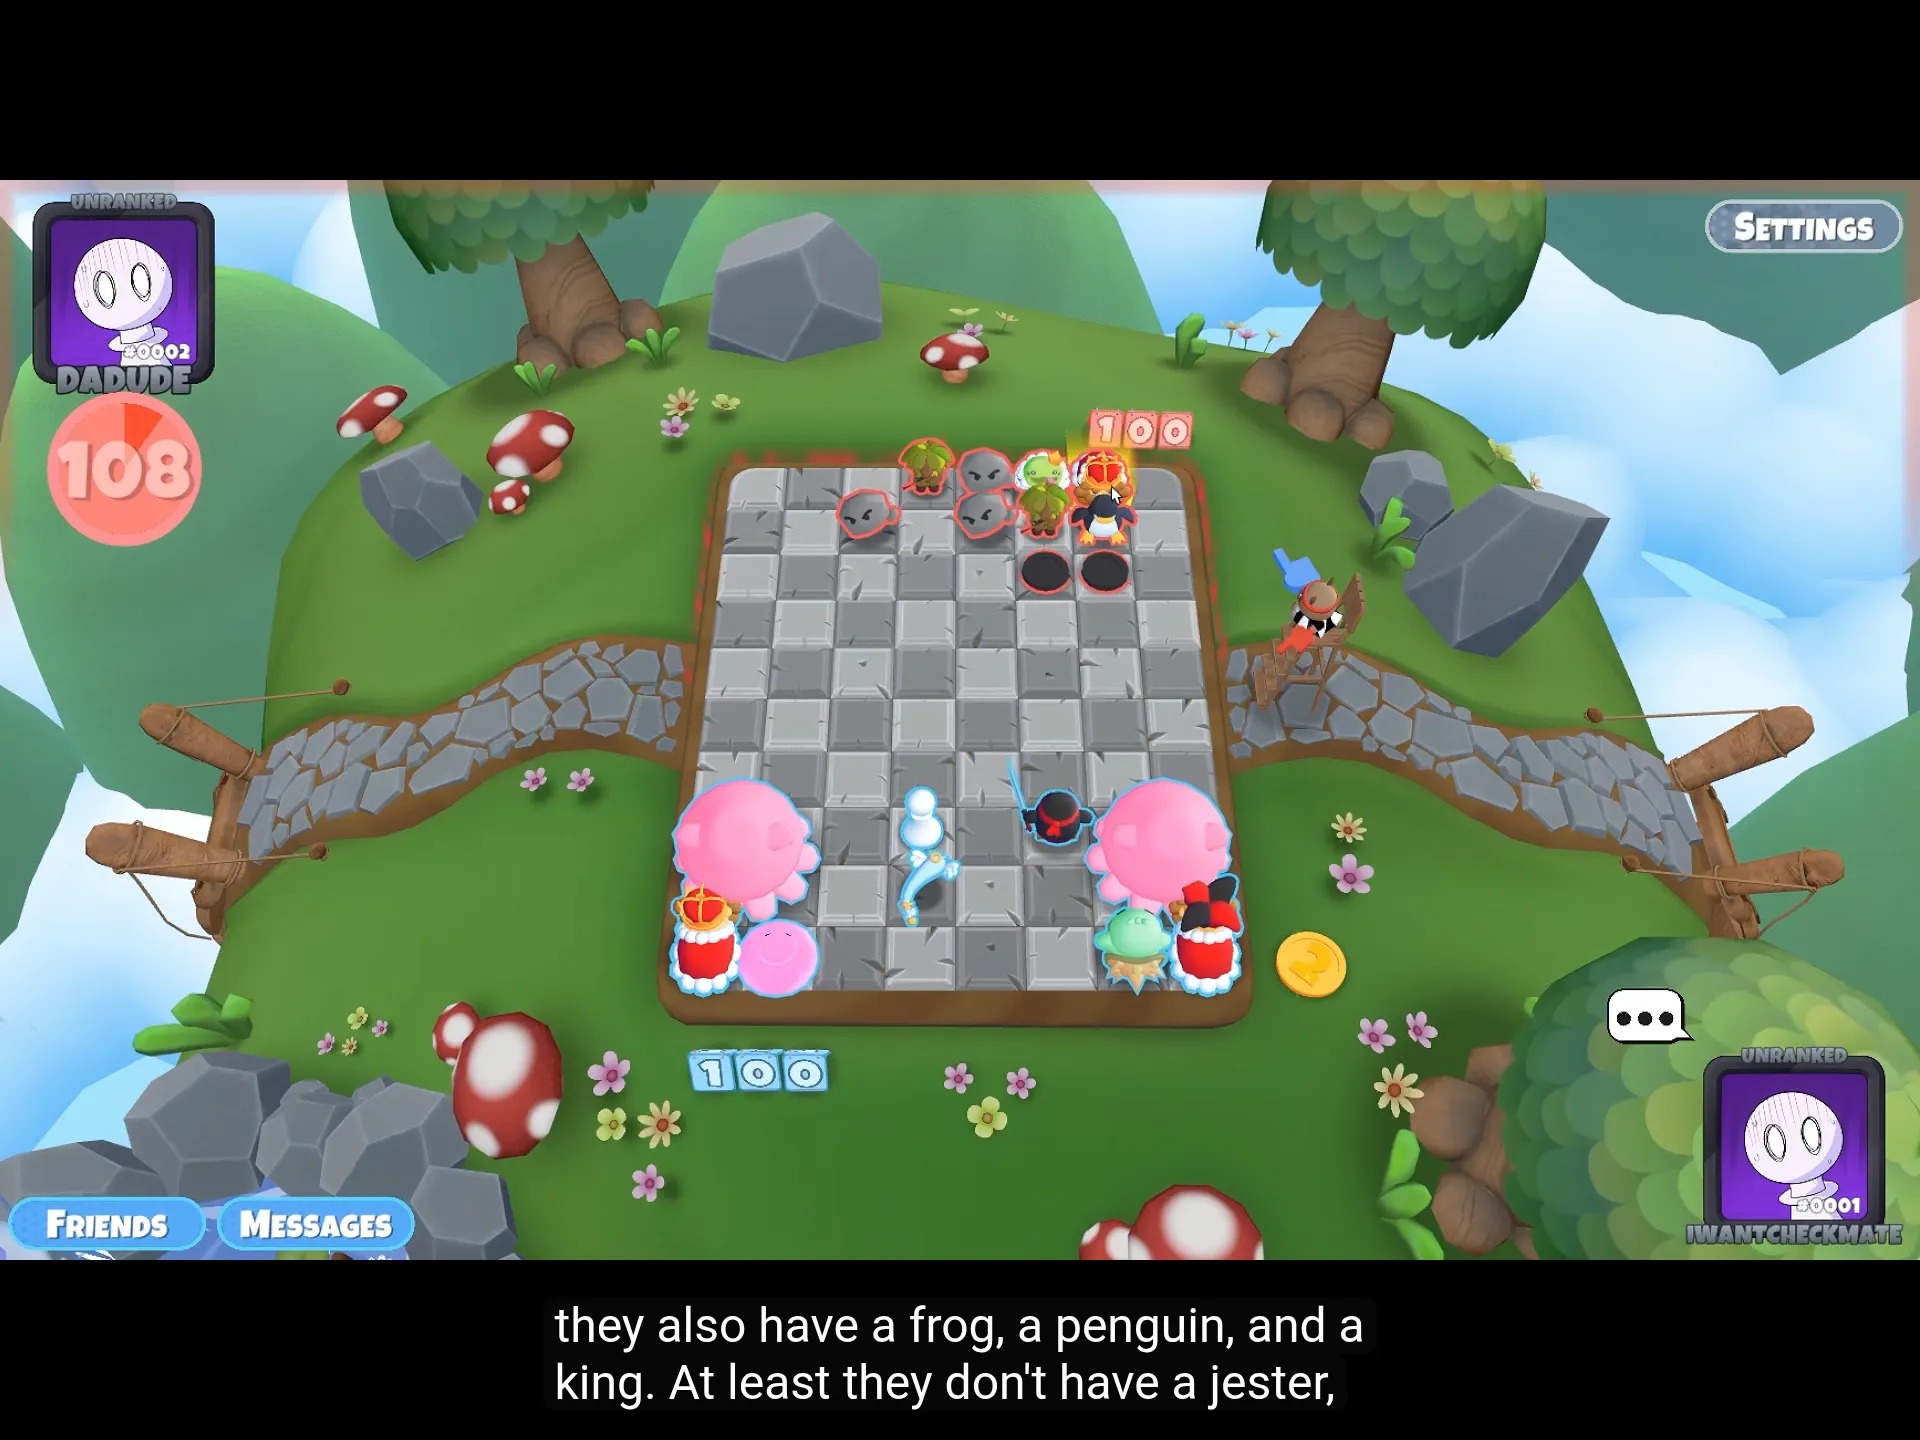 UNRANKED
#0002
DADUDE
108
SETTINGS
100
2
100
UNRANKED
#0001
IWANTCHECKMATE
FRIENDS
MESSAGES
they also have a frog, a penguin, and a
king. At least they don't have a jester,